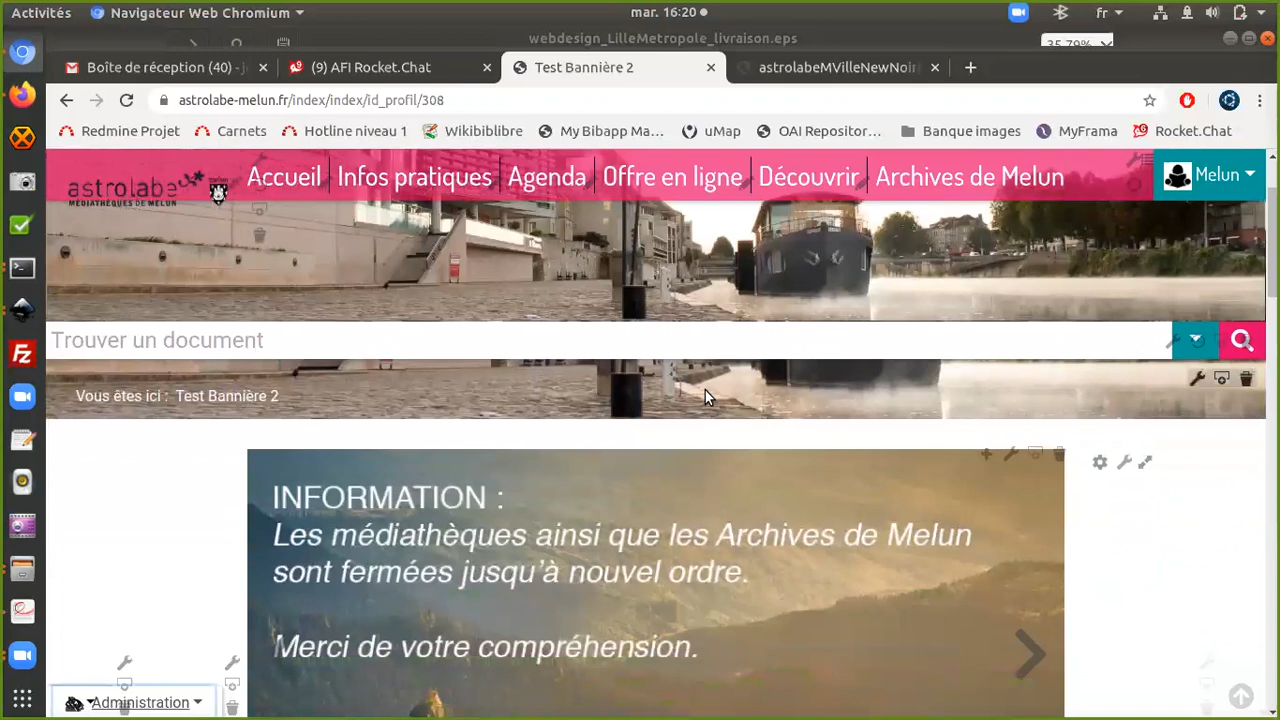 Activités Navigateur Web Chromium mar. 16:20 fr
webdesign_LilleMetropole_livraison.eps 35,79%
Boîte de réception (40) - j (9) AFI Rocket.Chat Test Bannière 2 astrolabeMVilleNewNoir
astrolabe-melun.fr/index/index/id_profil/308
Redmine Projet Carnets Hotline niveau 1 Wikibiblibre My Bibapp Ma... uMap OAI Repositor... Banque images MyFrama Rocket.Chat
astrolabe
MÉDIATHÈQUES DE MELUN
Accueil Infos pratiques Agenda Offre en ligne Découvrir Archives de Melun Melun
Trouver un document
Vous êtes ici : Test Bannière 2
INFORMATION :
Les médiathèques ainsi que les Archives de Melun
sont fermées jusqu'à nouvel ordre.
Merci de votre compréhension.
Administration